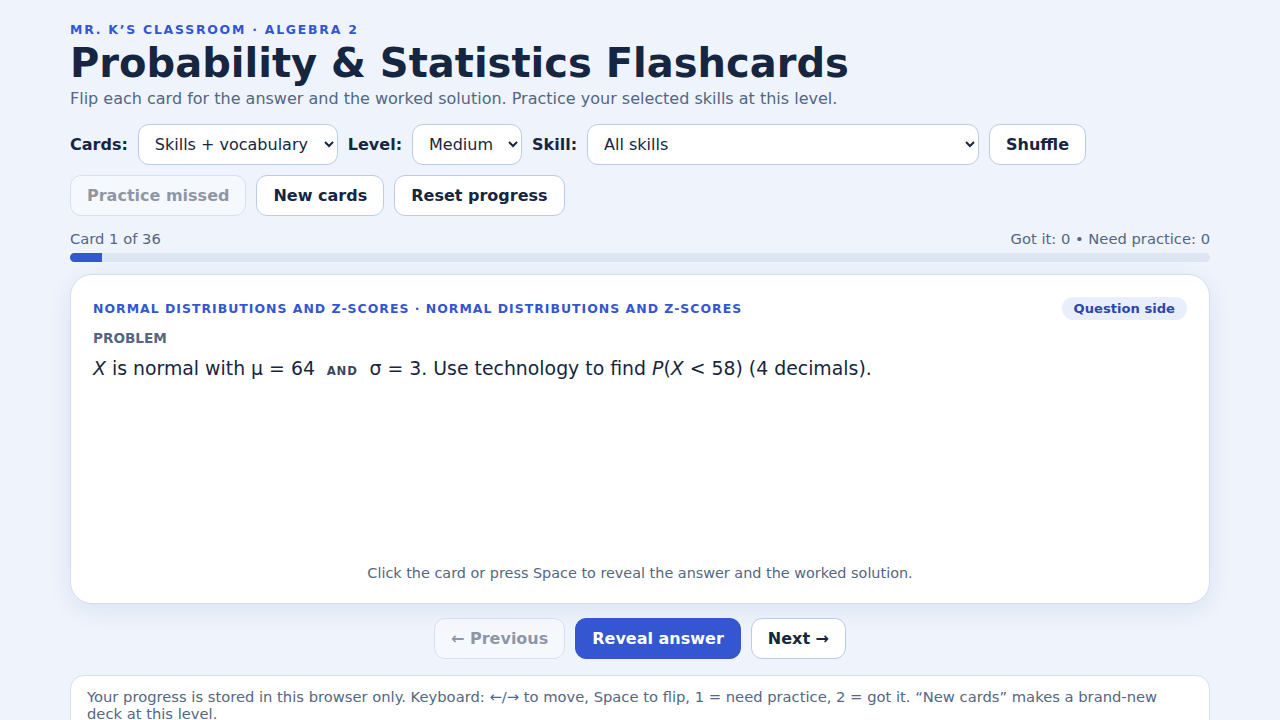 MR. K’S CLASSROOM · ALGEBRA 2
Probability & Statistics Flashcards
Flip each card for the answer and the worked solution. Practice your selected skills at this level.
Cards: Skills + vocabulary Level: Medium Skill: All skills Shuffle
Practice missed New cards Reset progress
Card 1 of 36 Got it: 0 • Need practice: 0
NORMAL DISTRIBUTIONS AND Z-SCORES · NORMAL DISTRIBUTIONS AND Z-SCORES Question side
PROBLEM
X is normal with μ = 64 AND σ = 3. Use technology to find P(X < 58) (4 decimals).
Click the card or press Space to reveal the answer and the worked solution.
← Previous Reveal answer Next →
Your progress is stored in this browser only. Keyboard: ←/→ to move, Space to flip, 1 = need practice, 2 = got it. “New cards” makes a brand-new
deck at this level.